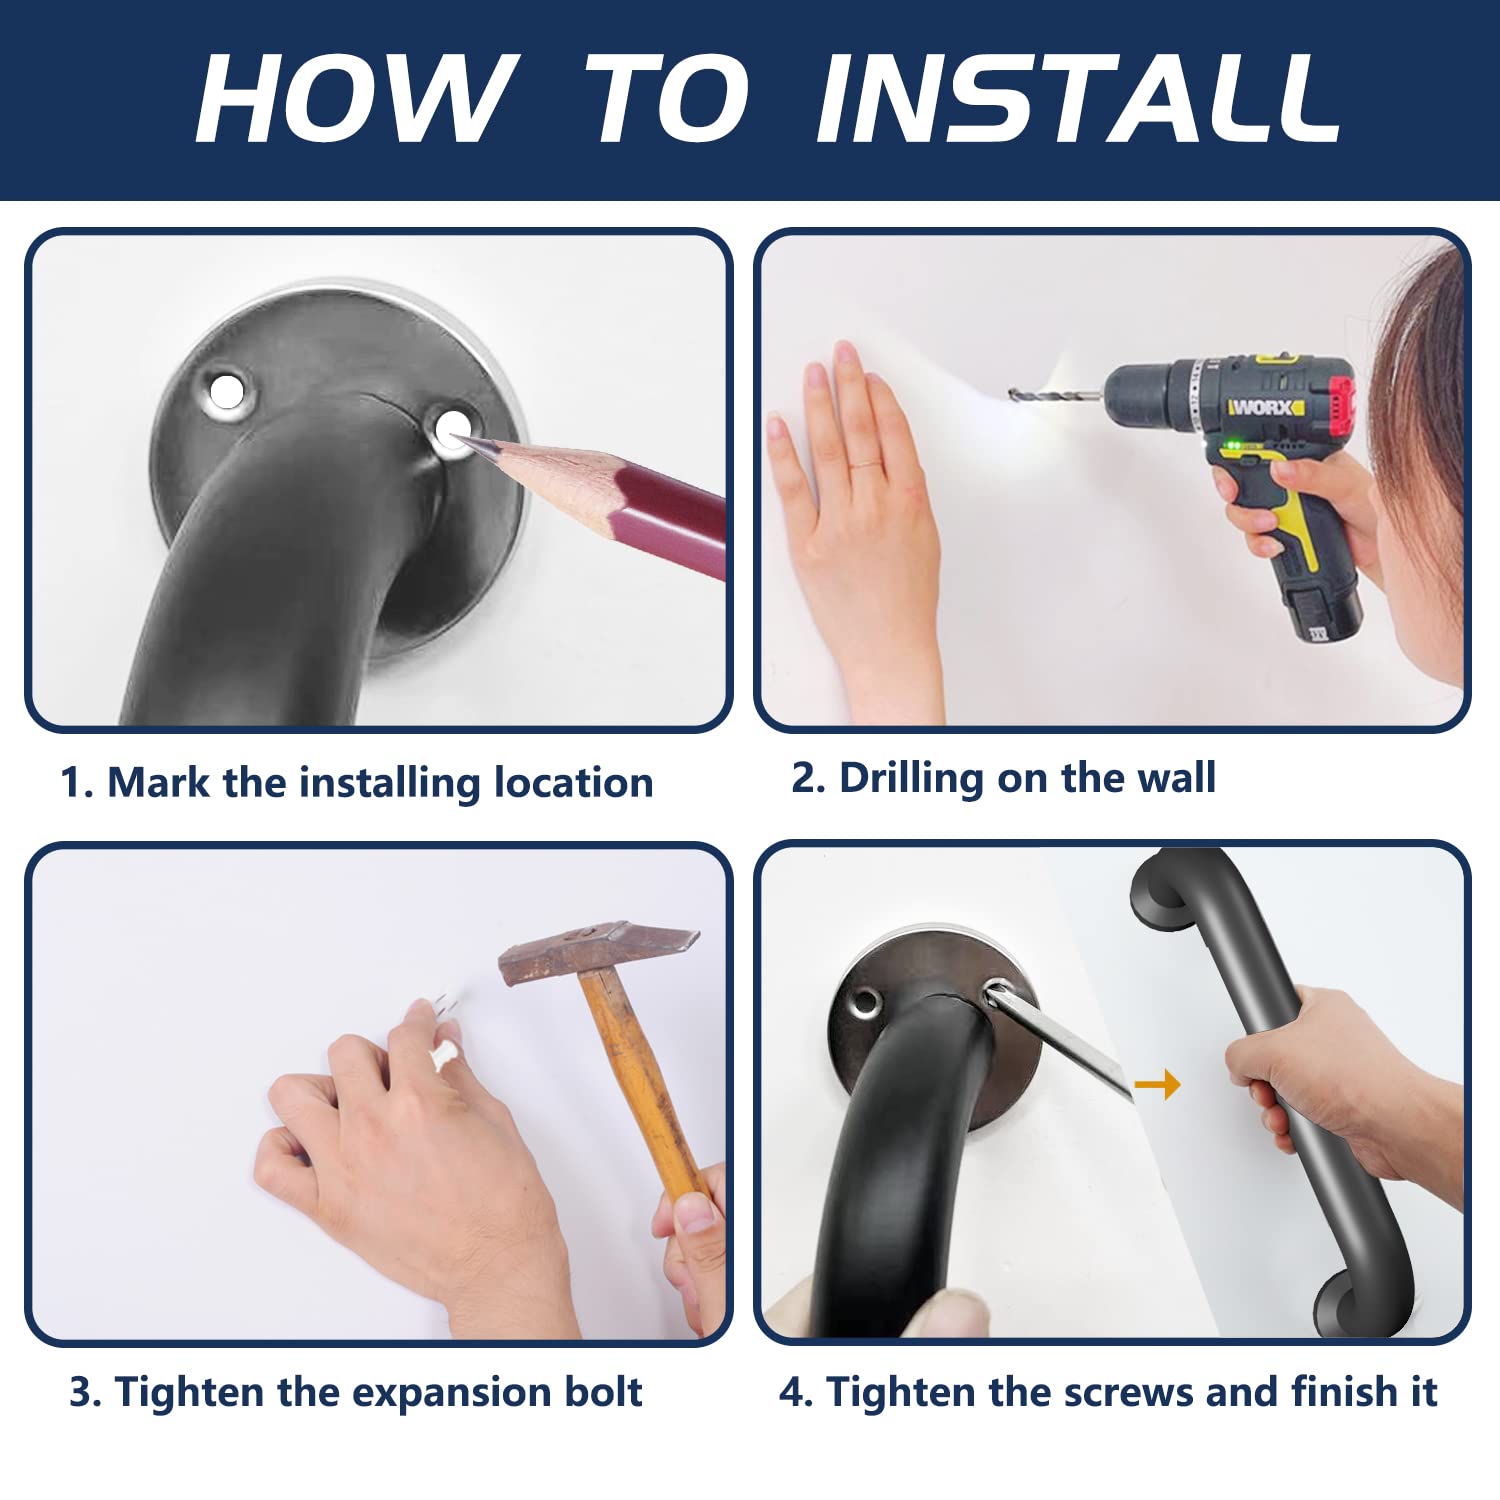 HOW TO INSTALL
WORX
1. Mark the installing location
2. Drilling on the wall
3. Tighten the expansion bolt
4. Tighten the screws and finish it